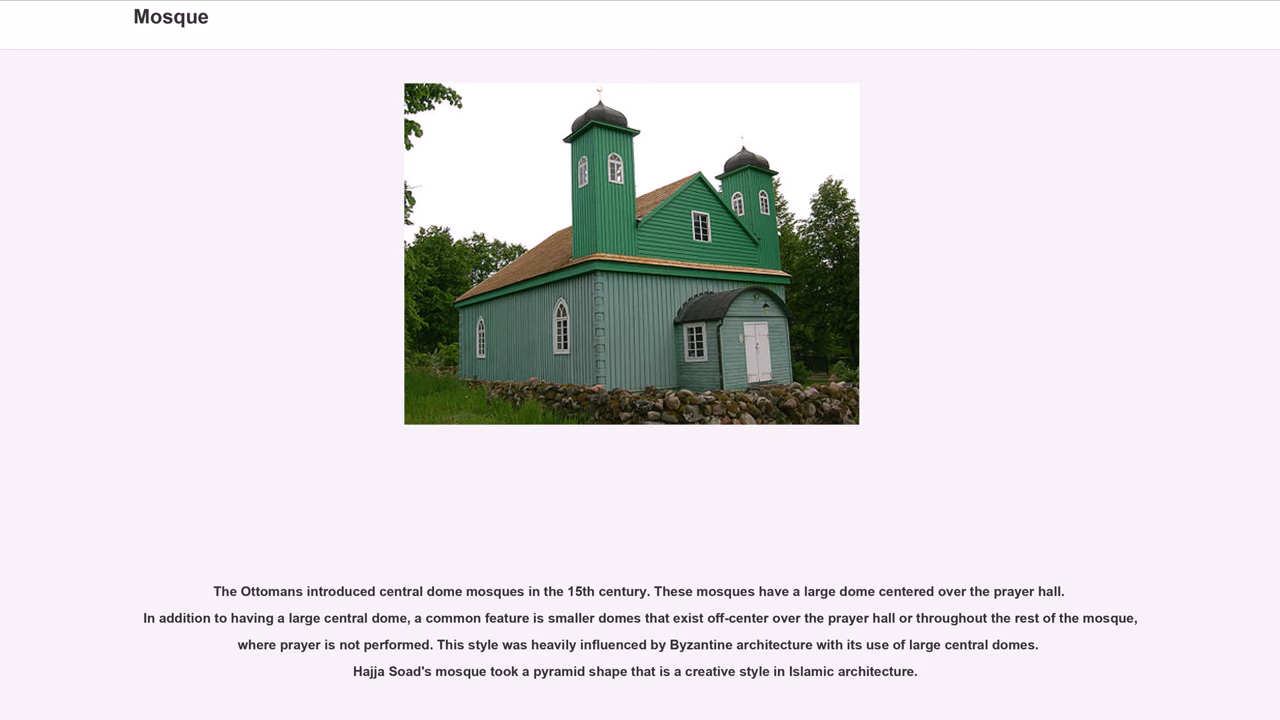 Mosque
The Ottomans introduced central dome mosques in the 15th century. These mosques have a large dome centered over the prayer hall.
In addition to having a large central dome, a common feature is smaller domes that exist off-center over the prayer hall or throughout the rest of the mosque,
where prayer is not performed. This style was heavily influenced by Byzantine architecture with its use of large central domes.
Hajja Soad's mosque took a pyramid shape that is a creative style in Islamic architecture.